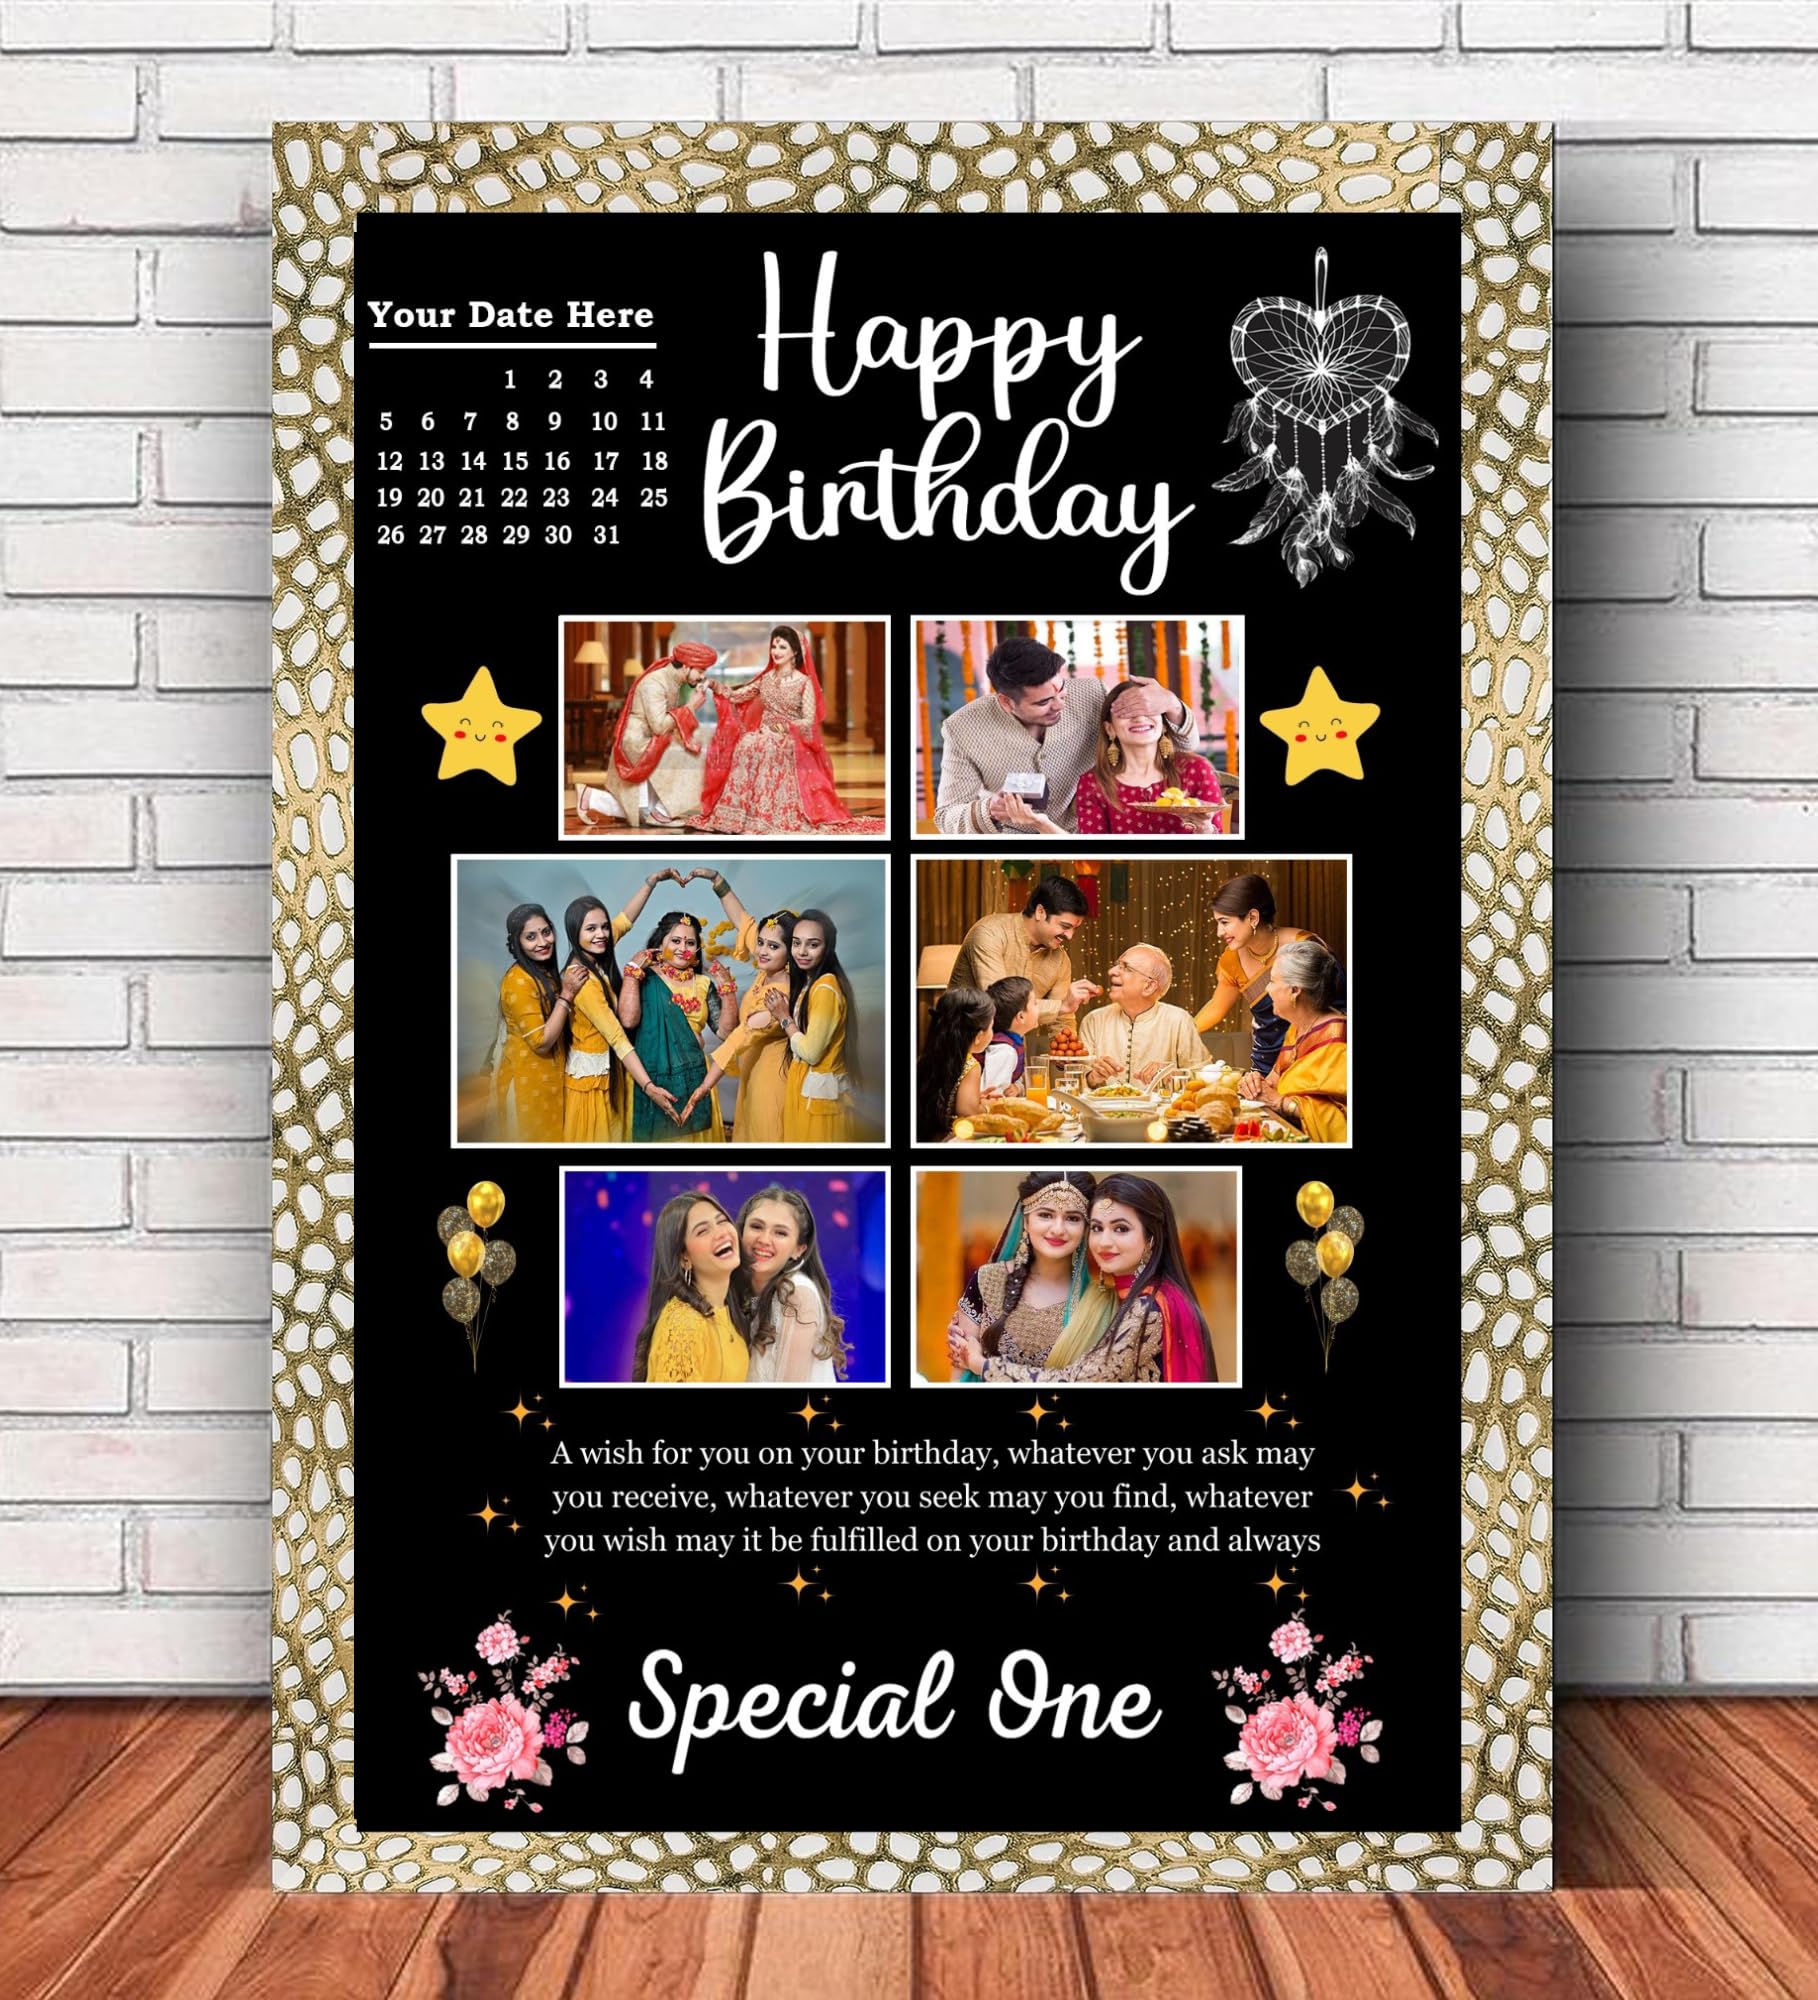 Your Date Here
1 2 3 4
5 6 7 8 9 10 11
12 13 14 15 16 17 18
19 20 21 22 23 24 25
26 27 28 29 30 31
Happy
Birthday
A wish for you on your birthday, whatever you ask may
you receive, whatever you seek may you find, whatever
you wish may it be fulfilled on your birthday and always
Special One